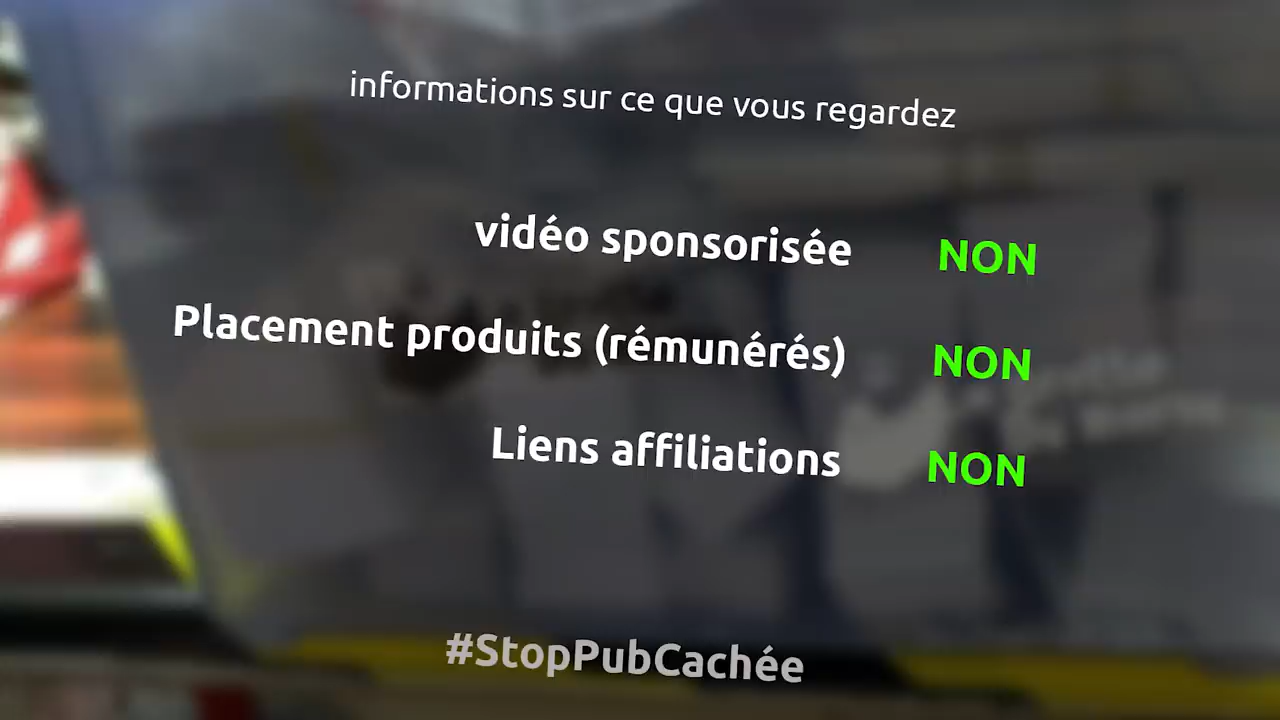 informations sur ce que vous regardez
vidéo sponsorisée NON
Placement produits (rémunérés) NON
Liens affiliations NON
#StopPubCachée